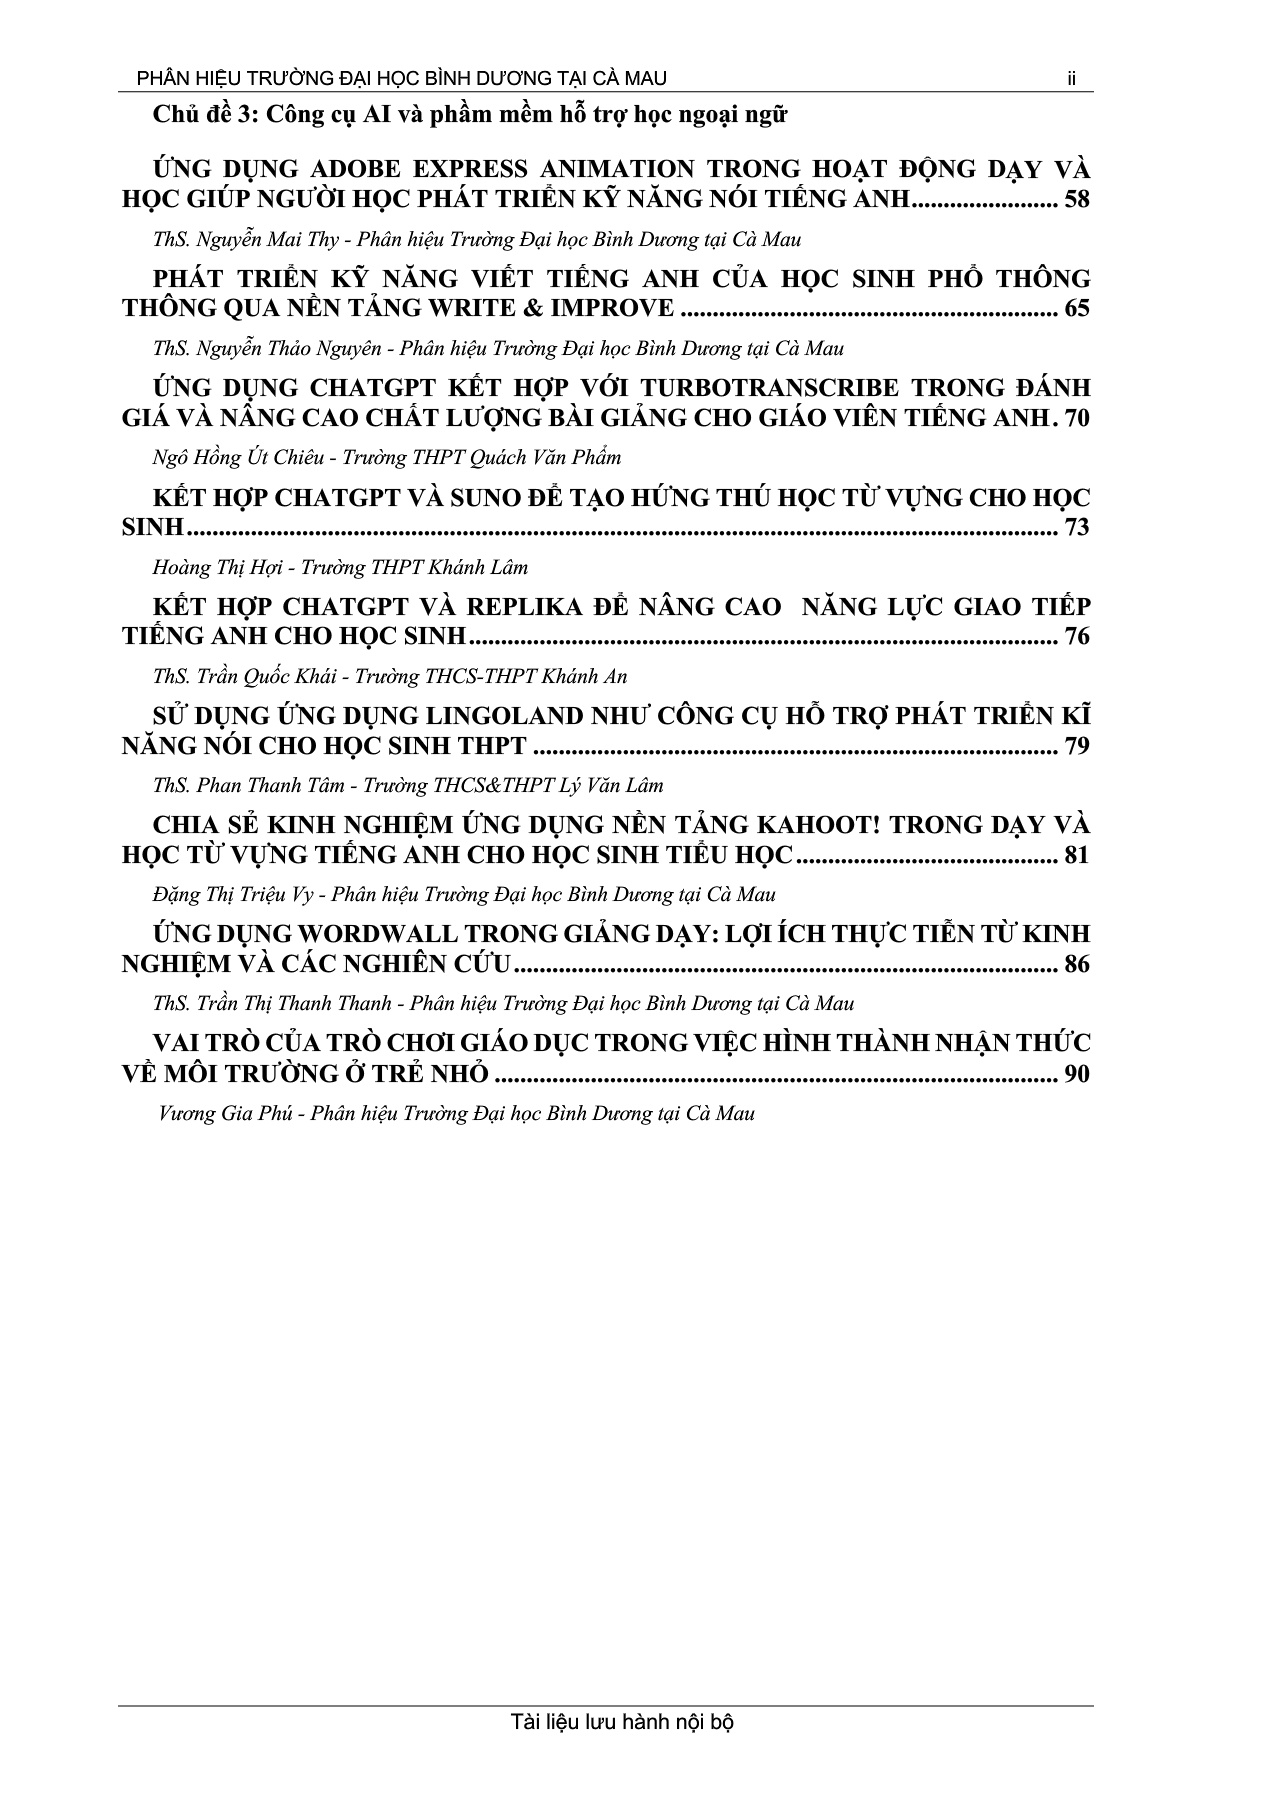 PHÂN HIỆU TRƯỜNG ĐẠI HỌC BÌNH DƯƠNG TẠI CÀ MAU ii
Chủ đề 3: Công cụ AI và phầm mềm hỗ trợ học ngoại ngữ
ỨNG DỤNG ADOBE EXPRESS ANIMATION TRONG HOẠT ĐỘNG DẠY VÀ
HỌC GIÚP NGƯỜI HỌC PHÁT TRIỂN KỸ NĂNG NÓI TIẾNG ANH....................... 58
ThS. Nguyễn Mai Thy - Phân hiệu Trường Đại học Bình Dương tại Cà Mau
PHÁT TRIỂN KỸ NĂNG VIẾT TIẾNG ANH CỦA HỌC SINH PHỔ THÔNG
THÔNG QUA NỀN TẢNG WRITE & IMPROVE ........................................................... 65
ThS. Nguyễn Thảo Nguyên - Phân hiệu Trường Đại học Bình Dương tại Cà Mau
ỨNG DỤNG CHATGPT KẾT HỢP VỚI TURBOTRANSCRIBE TRONG ĐÁNH
GIÁ VÀ NÂNG CAO CHẤT LƯỢNG BÀI GIẢNG CHO GIÁO VIÊN TIẾNG ANH. 70
Ngô Hồng Út Chiêu - Trường THPT Quách Văn Phẩm
KẾT HỢP CHATGPT VÀ SUNO ĐỂ TẠO HỨNG THÚ HỌC TỪ VỰNG CHO HỌC
SINH........................................................................................................................................ 73
Hoàng Thị Hợi - Trường THPT Khánh Lâm
KẾT HỢP CHATGPT VÀ REPLIKA ĐỂ NÂNG CAO  NĂNG LỰC GIAO TIẾP
TIẾNG ANH CHO HỌC SINH............................................................................................ 76
ThS. Trần Quốc Khái - Trường THCS-THPT Khánh An
SỬ DỤNG ỨNG DỤNG LINGOLAND NHƯ CÔNG CỤ HỖ TRỢ PHÁT TRIỂN KĨ
NĂNG NÓI CHO HỌC SINH THPT .................................................................................. 79
ThS. Phan Thanh Tâm - Trường THCS&THPT Lý Văn Lâm
CHIA SẺ KINH NGHIỆM ỨNG DỤNG NỀN TẢNG KAHOOT! TRONG DẠY VÀ
HỌC TỪ VỰNG TIẾNG ANH CHO HỌC SINH TIỂU HỌC......................................... 81
Đặng Thị Triệu Vy - Phân hiệu Trường Đại học Bình Dương tại Cà Mau
ỨNG DỤNG WORDWALL TRONG GIẢNG DẠY: LỢI ÍCH THỰC TIỄN TỪ KINH
NGHIỆM VÀ CÁC NGHIÊN CỨU..................................................................................... 86
ThS. Trần Thị Thanh Thanh - Phân hiệu Trường Đại học Bình Dương tại Cà Mau
VAI TRÒ CỦA TRÒ CHƠI GIÁO DỤC TRONG VIỆC HÌNH THÀNH NHẬN THỨC
VỀ MÔI TRƯỜNG Ở TRẺ NHỎ ........................................................................................ 90
Vương Gia Phú - Phân hiệu Trường Đại học Bình Dương tại Cà Mau
Tài liệu lưu hành nội bộ